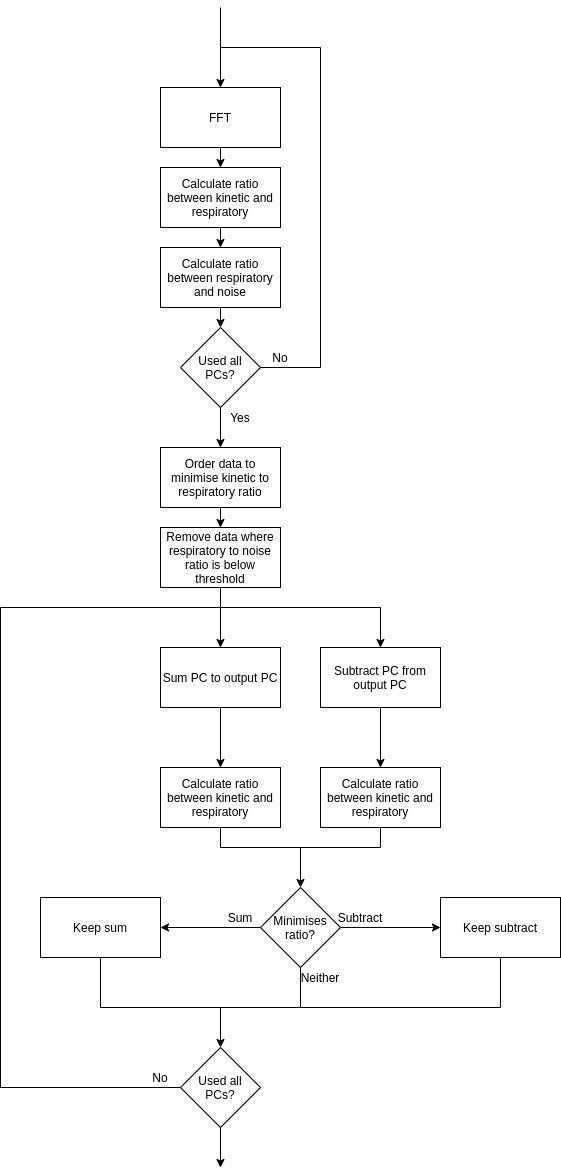 FFT
Calculate ratio
between kinetic and
respiratory
Calculate ratio
between respiratory
and noise
Used all
PCs?
No
Yes
Order data to
minimise kinetic to
respiratory ratio
Remove data where
respiratory to noise
ratio is below
threshold
Sum PC to output PC
Subtract PC from
output PC
Calculate ratio
between kinetic and
respiratory
Calculate ratio
between kinetic and
respiratory
Minimises
ratio?
Sum
Subtract
Neither
Keep sum
Keep subtract
Used all
PCs?
No